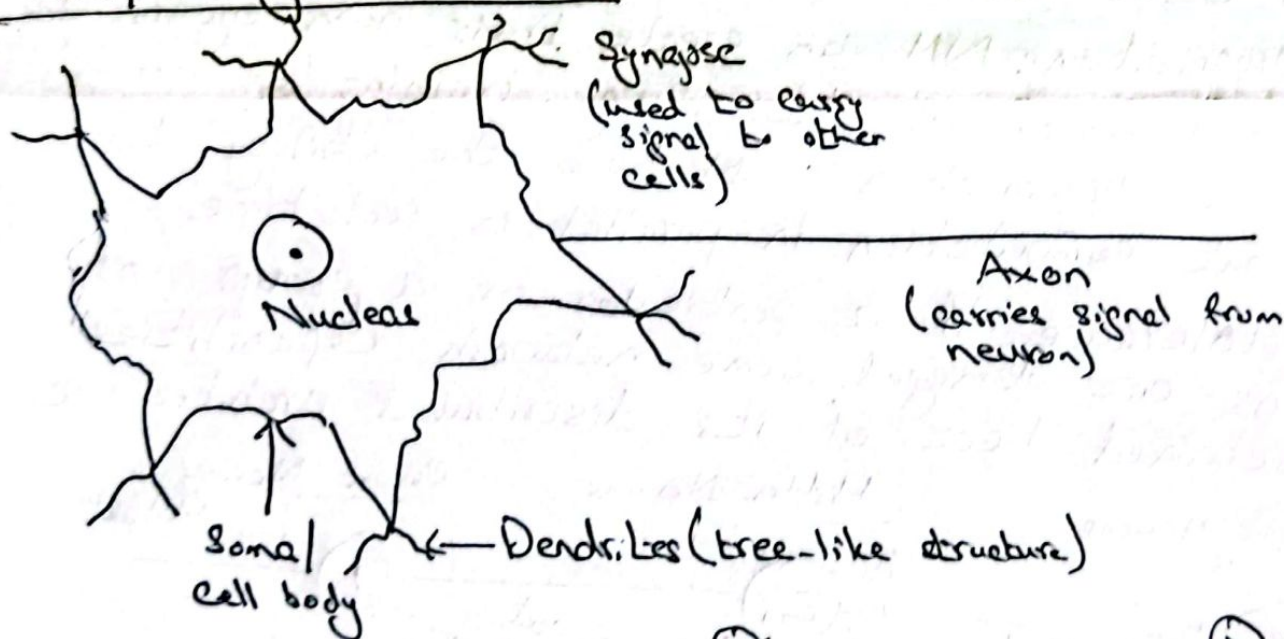 Synapse
(used to carry
signal to other
cells)
Axon
(carries signal from
neuron)
Nucleas
Dendrites (tree-like structure)
Soma/
Cell body